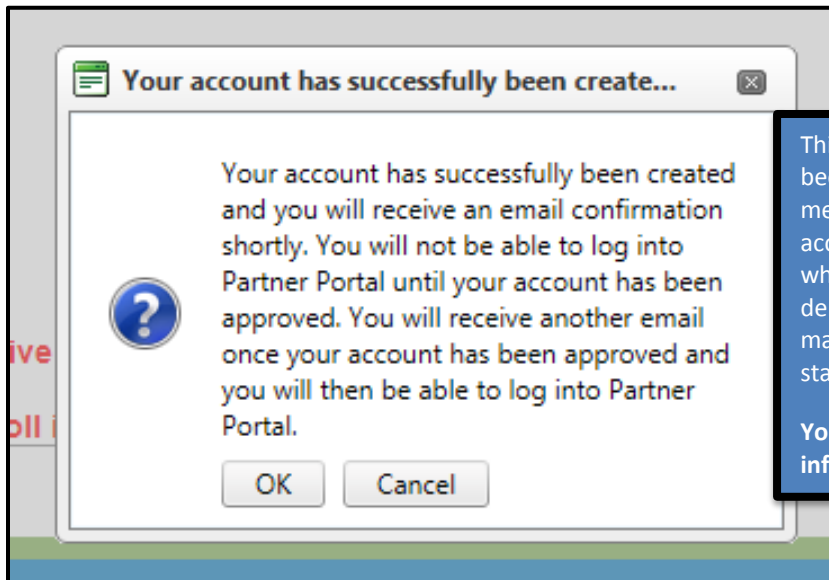 Your account has successfully been create...
Your account has successfully been created
and you will receive an email confirmation
shortly. You will not be able to log into
Partner Portal until your account has been
approved. You will receive another email
once your account has been approved and
you will then be able to log into Partner
Portal.
OK Cancel